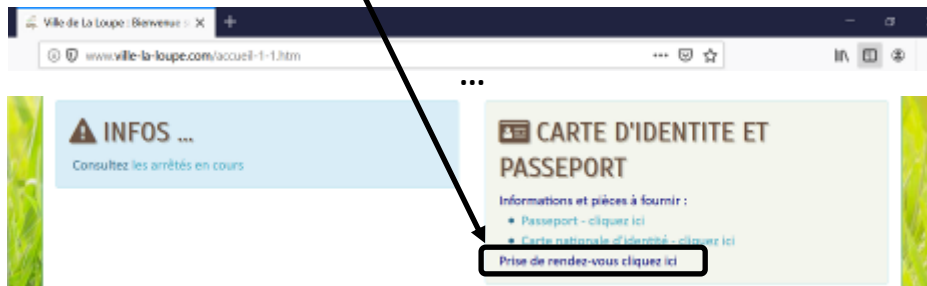 Ville de La Loupe : Bienvenue s
www.ville-la-loupe.com/accueil-1-1.htm
...
INFOS ...
Consultez les arrêtés en cours
CARTE D'IDENTITE ET
PASSEPORT
Informations et pièces à fournir :
Passeport - cliquez ici
Carte nationale d'identité - cliquez ici
Prise de rendez-vous cliquez ici